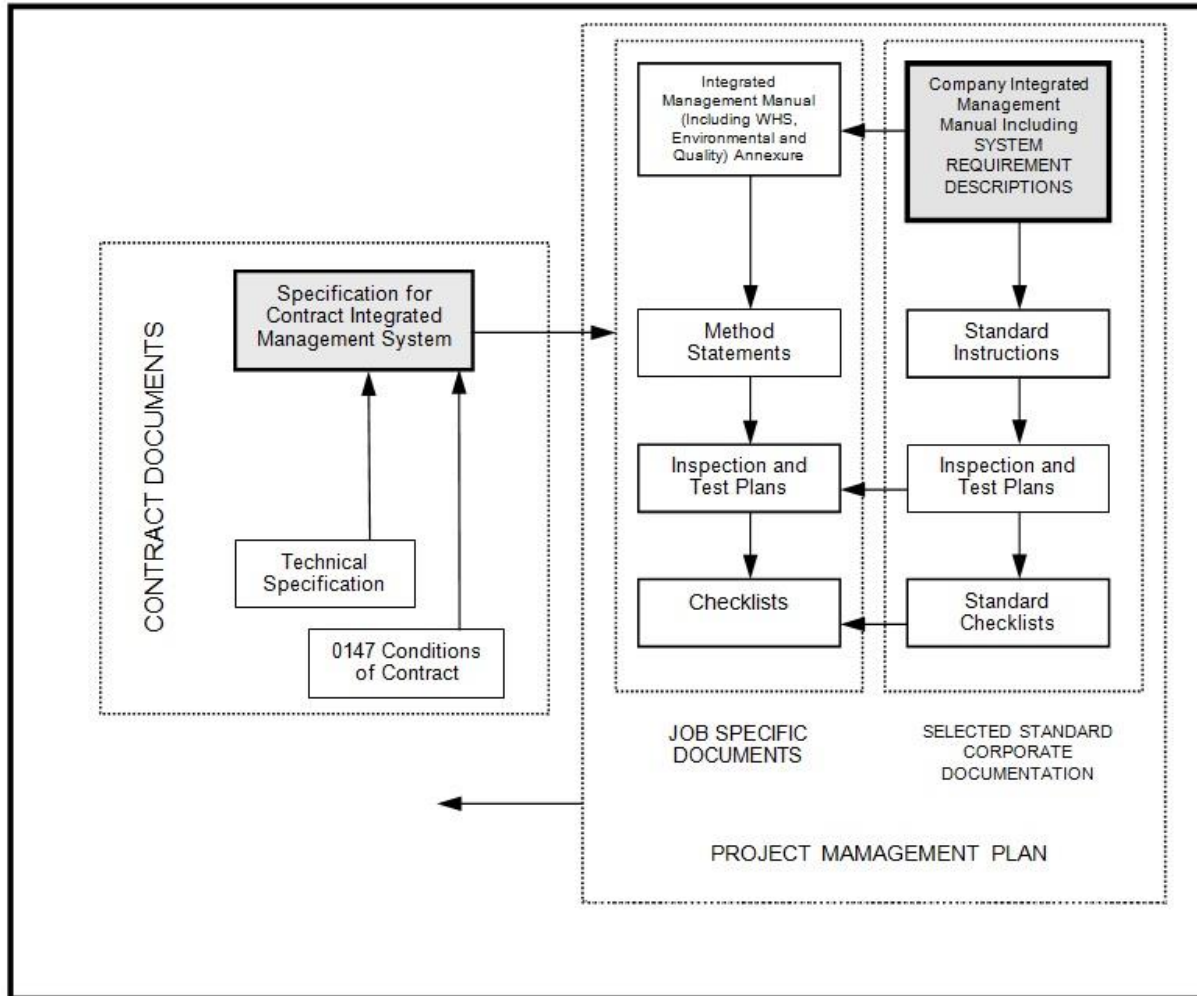 CONTRACT DOCUMENTS
Specification for
Contract Integrated
Management System
Technical
Specification
0147 Conditions
of Contract
Integrated
Management Manual
(Including WHS,
Environmental and
Quality) Annexure
Method
Statements
Inspection and
Test Plans
Checklists
JOB SPECIFIC
DOCUMENTS
Company Integrated
Management
Manual Including
SYSTEM
REQUIREMENT
DESCRIPTIONS
Standard
Instructions
Inspection and
Test Plans
Standard
Checklists
SELECTED STANDARD
CORPORATE
DOCUMENTATION
PROJECT MAMAGEMENT PLAN